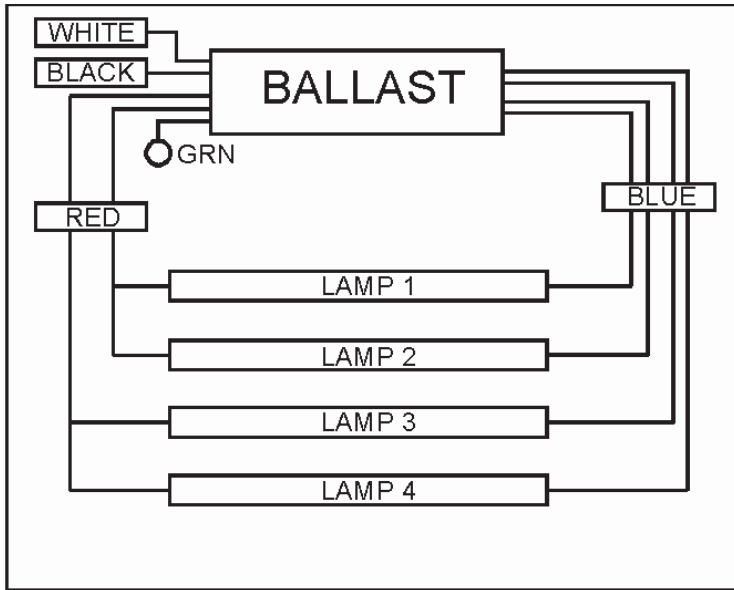 WHITE
BLACK
BALLAST
GRN
RED
BLUE
LAMP 1
LAMP 2
LAMP 3
LAMP 4